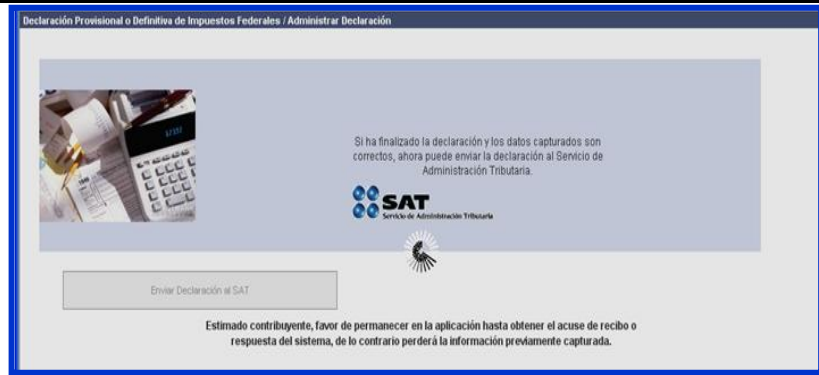 Declaración Provisional o Definitiva de Impuestos Federales / Administrar Declaración
Si ha finalizado la declaración y los datos capturados son
correctos, ahora puede enviar la declaración al Servicio de
Administración Tributaria.
SAT
Servicio de Administración Tributaria
Enviar Declaración al SAT
Estimado contribuyente, favor de permanecer en la aplicación hasta obtener el acuse de recibo o
respuesta del sistema, de lo contrario perderá la información previamente capturada.